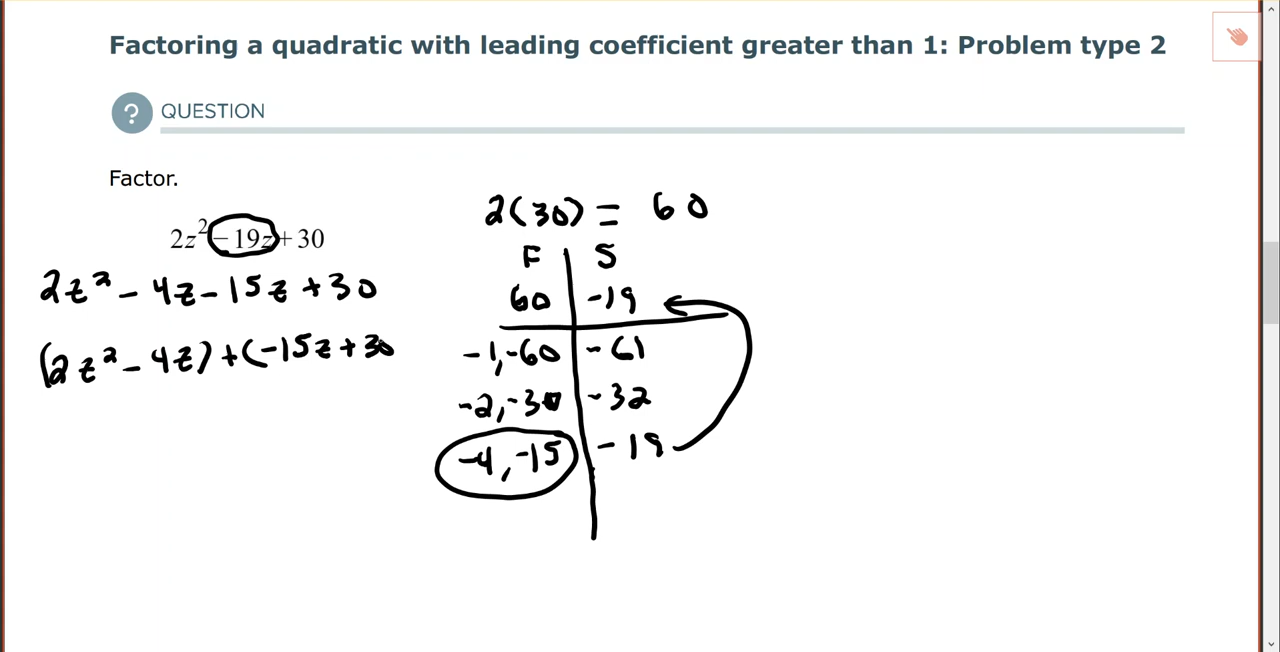 Factoring a quadratic with leading coefficient greater than 1: Problem type 2
? QUESTION
Factor.
2z² − 19z + 30
2z² − 4z − 15z + 30
(2z² − 4z) + (−15z + 30
2(30) = 60
F S
60 -19
-1, -60 -61
-2, -30 -32
-4, -15 -19